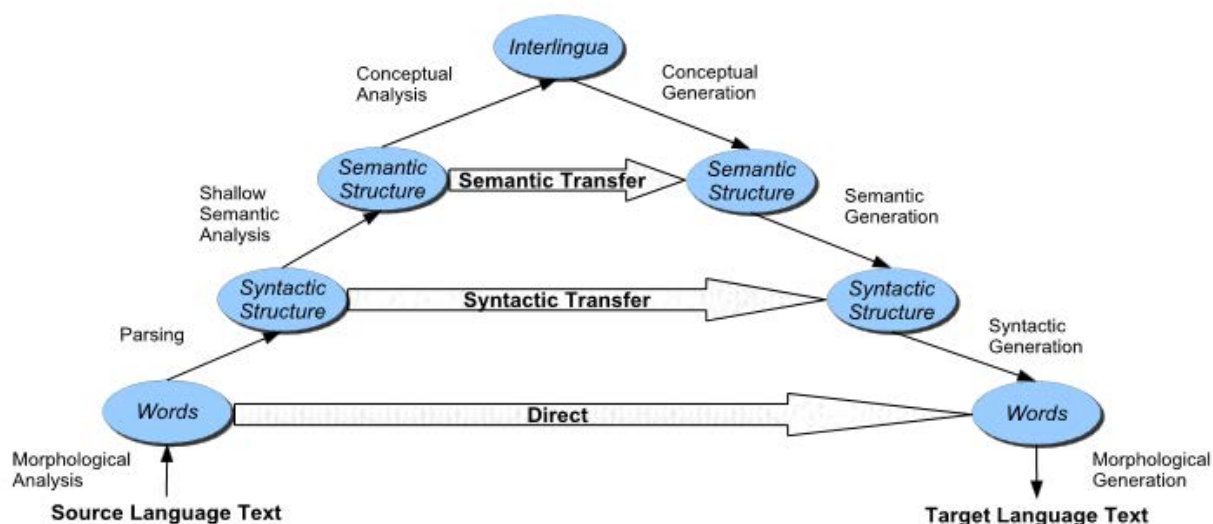 Interlingua
Conceptual
Analysis
Conceptual
Generation
Semantic
Structure
Semantic Transfer
Semantic
Structure
Shallow
Semantic
Analysis
Semantic
Generation
Syntactic
Structure
Syntactic Transfer
Syntactic
Structure
Parsing
Syntactic
Generation
Words
Direct
Words
Morphological
Analysis
Morphological
Generation
Source Language Text
Target Language Text